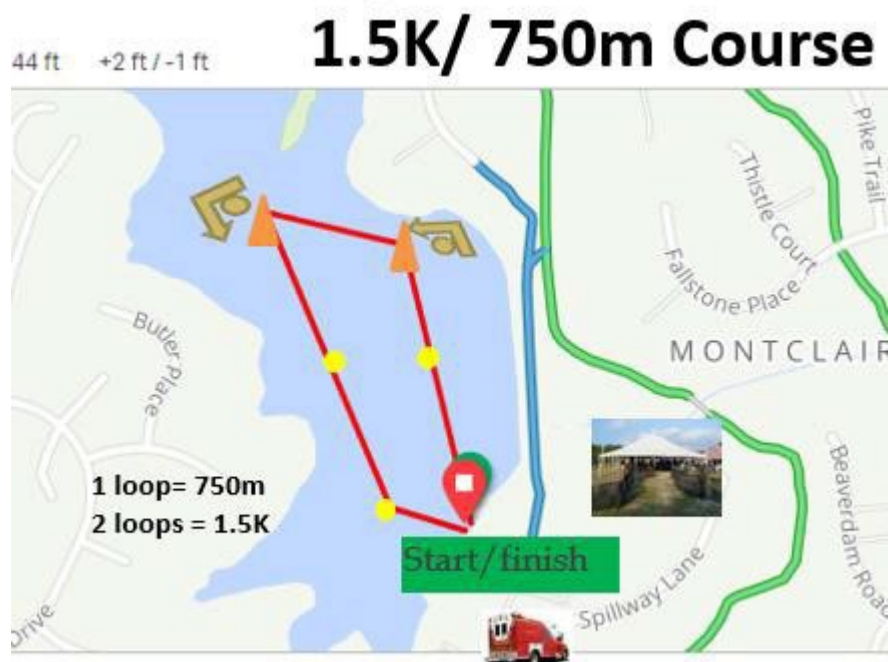 1.5K/ 750m Course
44 ft +2 ft / -1 ft
Pike Trail
Thistle Court
Fallstone Place
Butler Place
MONTCLAIR
1 loop= 750m
2 loops = 1.5K
Beaverdam Road
Start/finish
Spillway Lane
Drive